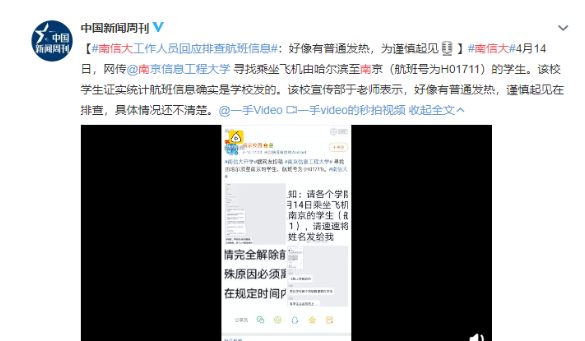 中国新闻周刊
【#南信大工作人员回应排查航班信息#：好像有普通发热，为谨慎起见🎙】#南信大#4月14
日，网传@南京信息工程大学 寻找乘坐飞机由哈尔滨至南京（航班号为H01711）的学生。该校
学生证实统计航班信息确实是学校发的。该校宣传部于老师表示，好像有普通发热，谨慎起见在
排查，具体情况还不清楚。@一手Video 一手video的秒拍视频 收起全文
中国
新闻周刊
知：请各个学院
月14日乘坐飞机
南京的学生（航
1），请速速将
姓名发给我
情完全解除前
殊原因必须离
在规定时间内